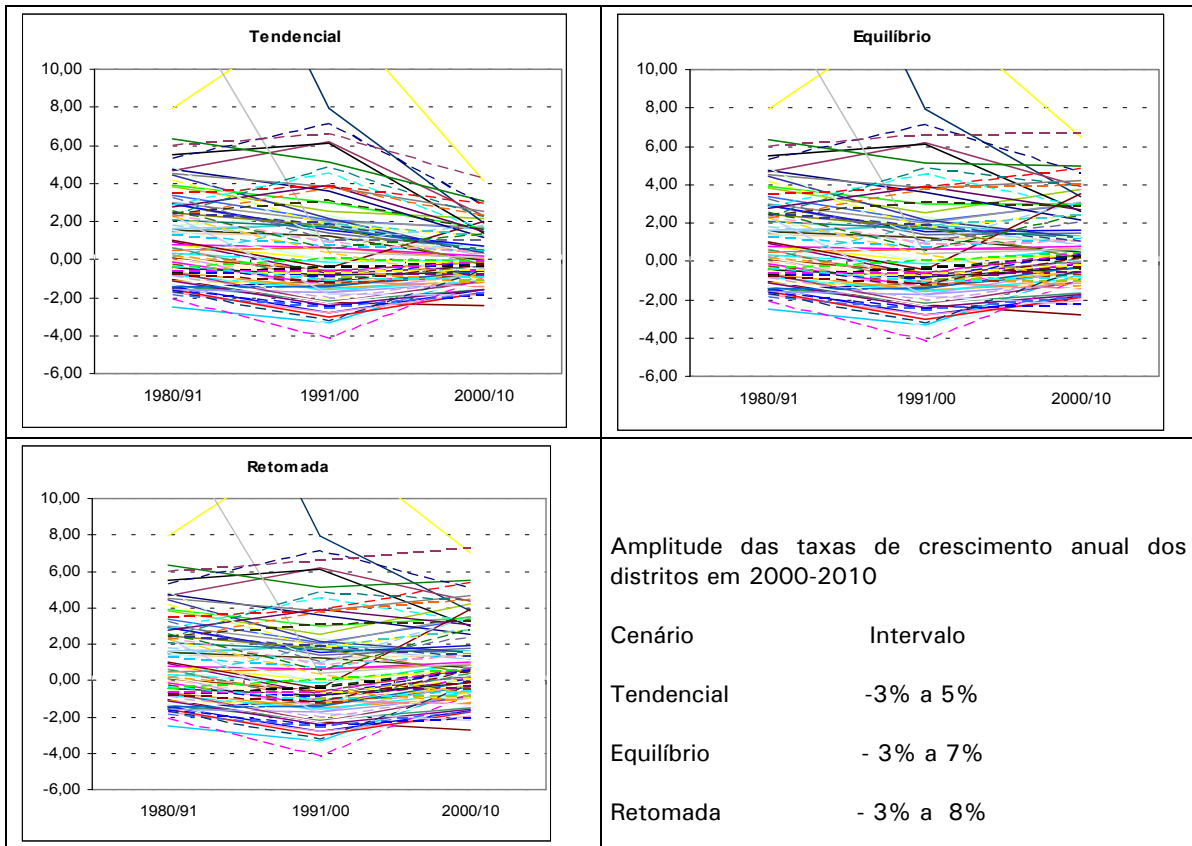 Tendencial
10,00
8,00
6,00
4,00
2,00
0,00
-2,00
-4,00
-6,00
1980/91 1991/00 2000/10
Equilíbrio
10,00
8,00
6,00
4,00
2,00
0,00
-2,00
-4,00
-6,00
1980/91 1991/00 2000/10
Retomada
10,00
8,00
6,00
4,00
2,00
0,00
-2,00
-4,00
-6,00
1980/91 1991/00 2000/10
Amplitude das taxas de crescimento anual dos
distritos em 2000-2010
Cenário Intervalo
Tendencial -3% a 5%
Equilíbrio - 3% a 7%
Retomada - 3% a 8%